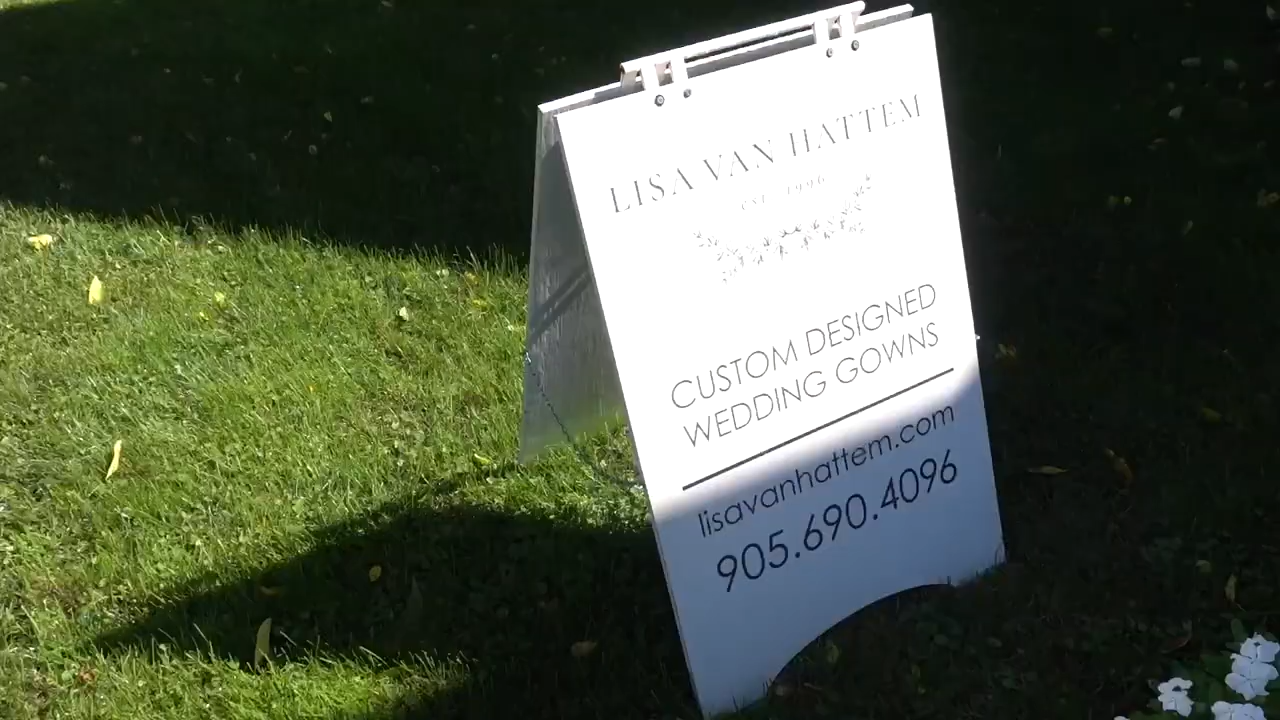 LISA VAN HATTEM
EST. 1996
CUSTOM DESIGNED
WEDDING GOWNS
lisavanhattem.com
905.690.4096